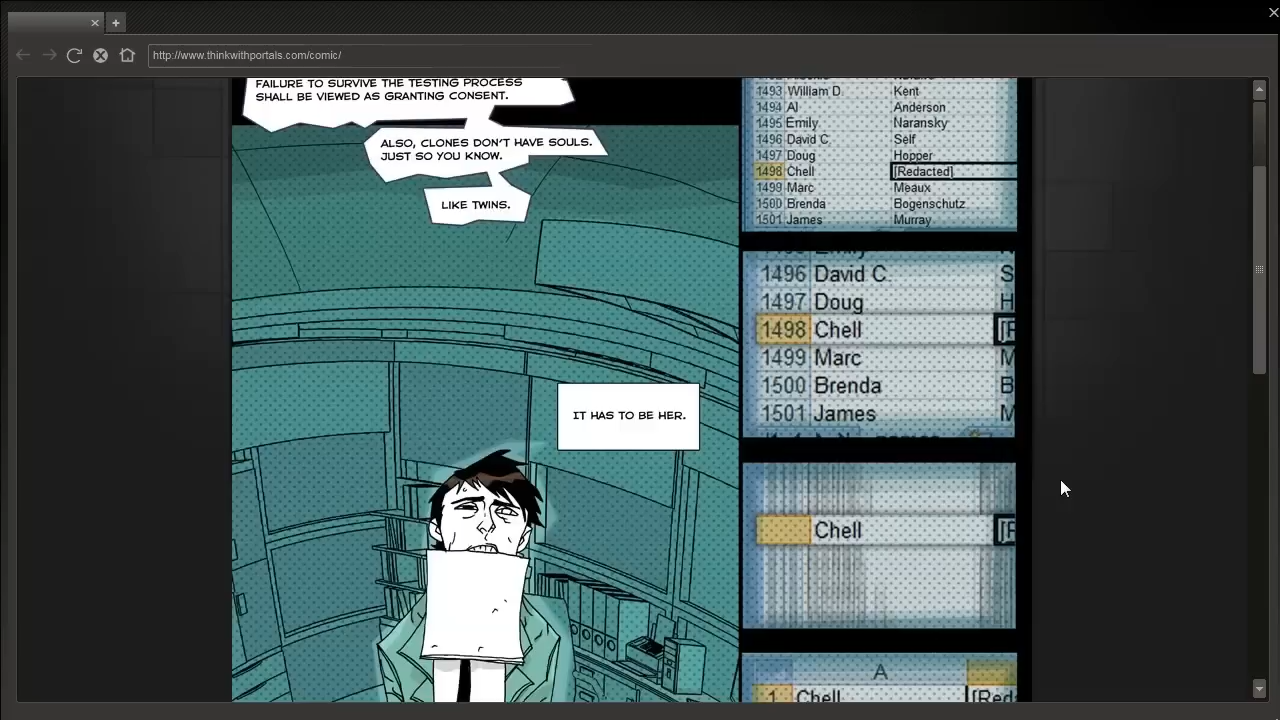 http://www.thinkwithportals.com/comic/
FAILURE TO SURVIVE THE TESTING PROCESS
SHALL BE VIEWED AS GRANTING CONSENT.
ALSO, CLONES DON'T HAVE SOULS.
JUST SO YOU KNOW.
LIKE TWINS.
IT HAS TO BE HER.
1493 William D. Kent
1494 Al Anderson
1495 Emily Naransky
1496 David C. Self
1497 Doug Hopper
1498 Chell [Redacted]
1499 Marc Meaux
1500 Brenda Bogenschutz
1501 James Murray
1496 David C. S
1497 Doug H
1498 Chell [R
1499 Marc M
1500 Brenda B
1501 James M
Chell [R
A
1 Chell [Reda